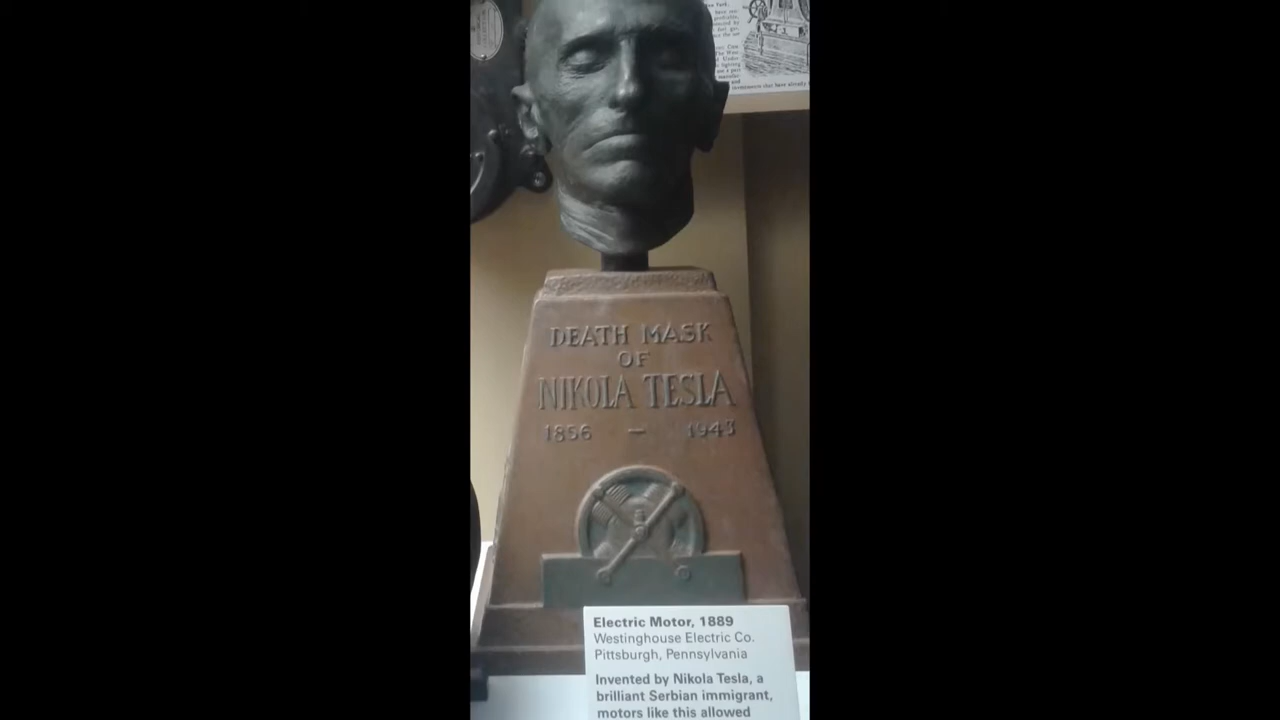 DEATH MASK
OF
NIKOLA TESLA
1856 — 1943
Electric Motor, 1889
Westinghouse Electric Co.
Pittsburgh, Pennsylvania
Invented by Nikola Tesla, a
brilliant Serbian immigrant,
motors like this allowed